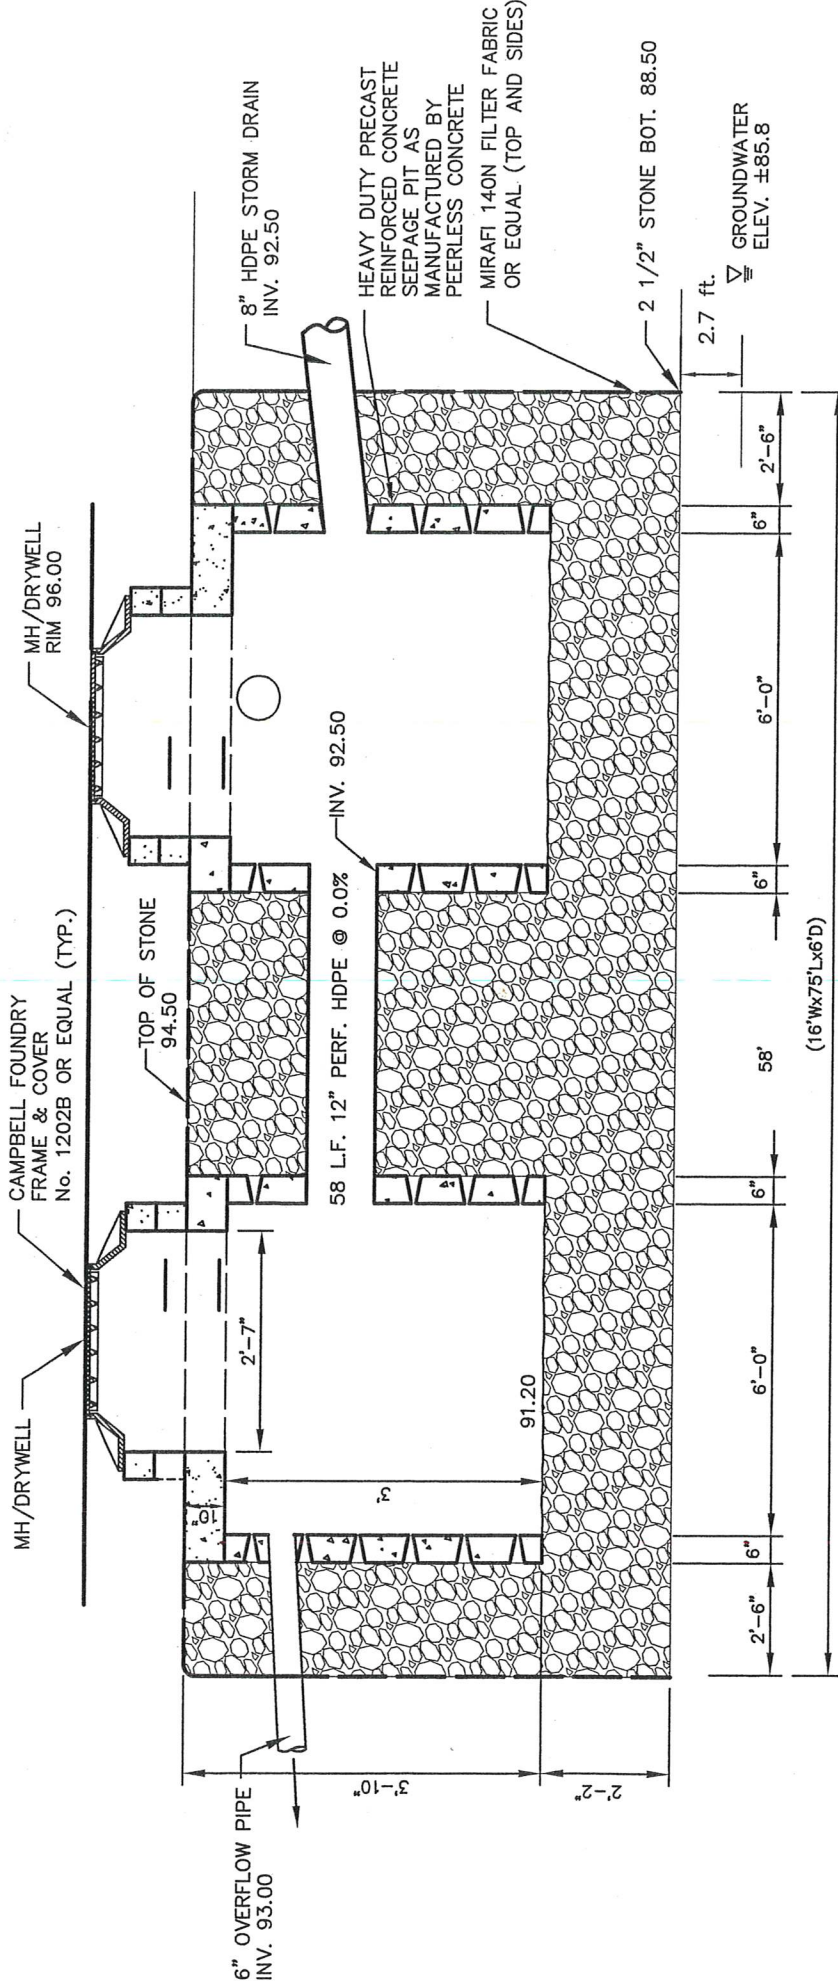 MH/DRYWELL
CAMPBELL FOUNDRY
FRAME & COVER
No. 1202B OR EQUAL (TYP.)
MH/DRYWELL
RIM 96.00
TOP OF STONE
94.50
8" HDPE STORM DRAIN
INV. 92.50
HEAVY DUTY PRECAST
REINFORCED CONCRETE
SEEPAGE PIT AS
MANUFACTURED BY
PEERLESS CONCRETE
MIRAFI 140N FILTER FABRIC
OR EQUAL (TOP AND SIDES)
2 1/2" STONE BOT. 88.50
2.7 ft.
GROUNDWATER
ELEV. ±85.8
6" OVERFLOW PIPE
INV. 93.00
10"
2'-7"
3'
91.20
58 L.F. 12" PERF. HDPE @ 0.0%
INV. 92.50
3'-10"
2'-2"
2'-6"
6"
6'-0"
6"
58'
6"
6'-0"
6"
2'-6"
(16'Wx75'Lx6'D)